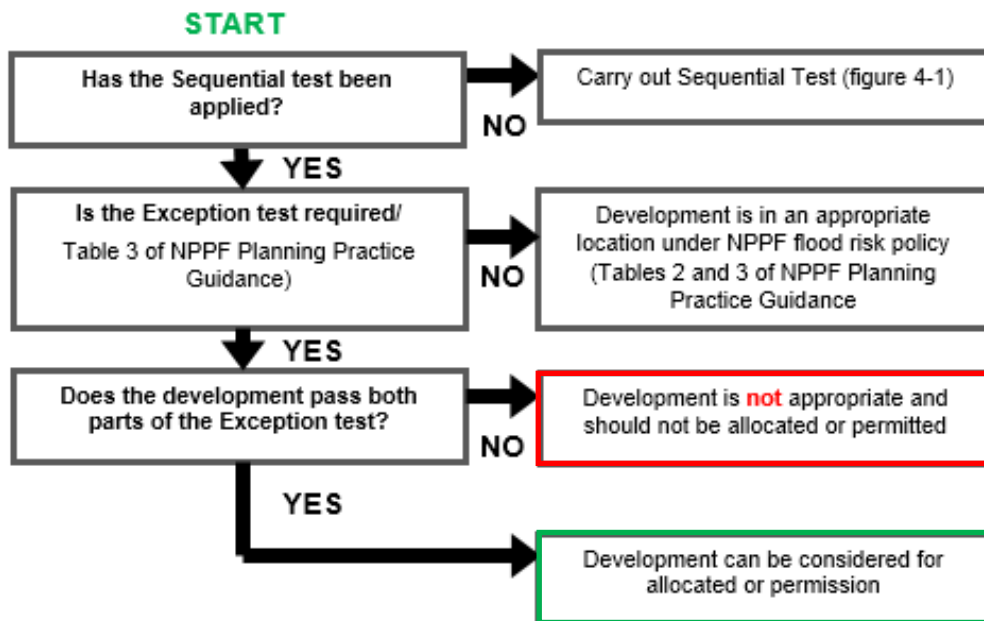 START
Has the Sequential test been
applied?
NO
Carry out Sequential Test (figure 4-1)
YES
Is the Exception test required/
Table 3 of NPPF Planning Practice
Guidance)
NO
Development is in an appropriate
location under NPPF flood risk policy
(Tables 2 and 3 of NPPF Planning
Practice Guidance
YES
Does the development pass both
parts of the Exception test?
NO
Development is not appropriate and
should not be allocated or permitted
YES
Development can be considered for
allocated or permission